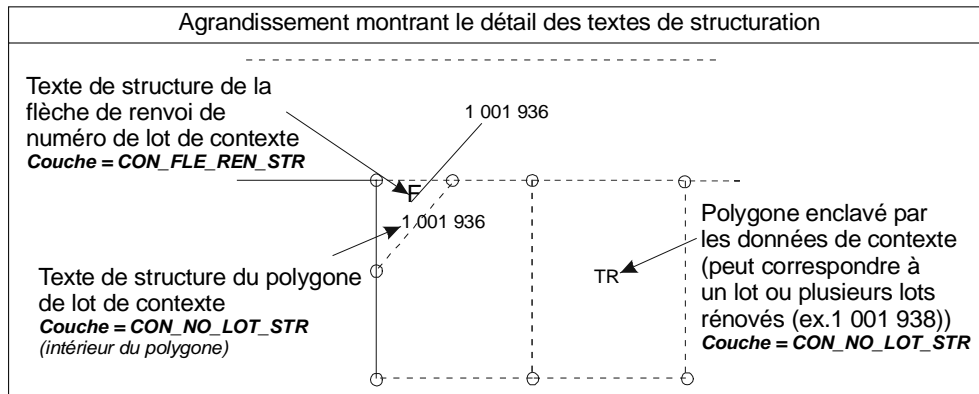 Agrandissement montrant le détail des textes de structuration
Texte de structure de la
flèche de renvoi de
numéro de lot de contexte
Couche = CON_FLE_REN_STR
1 001 936
F
1 001 936
Texte de structure du polygone
de lot de contexte
Couche = CON_NO_LOT_STR
(intérieur du polygone)
TR
Polygone enclavé par
les données de contexte
(peut correspondre à
un lot ou plusieurs lots
rénovés (ex.1 001 938))
Couche = CON_NO_LOT_STR